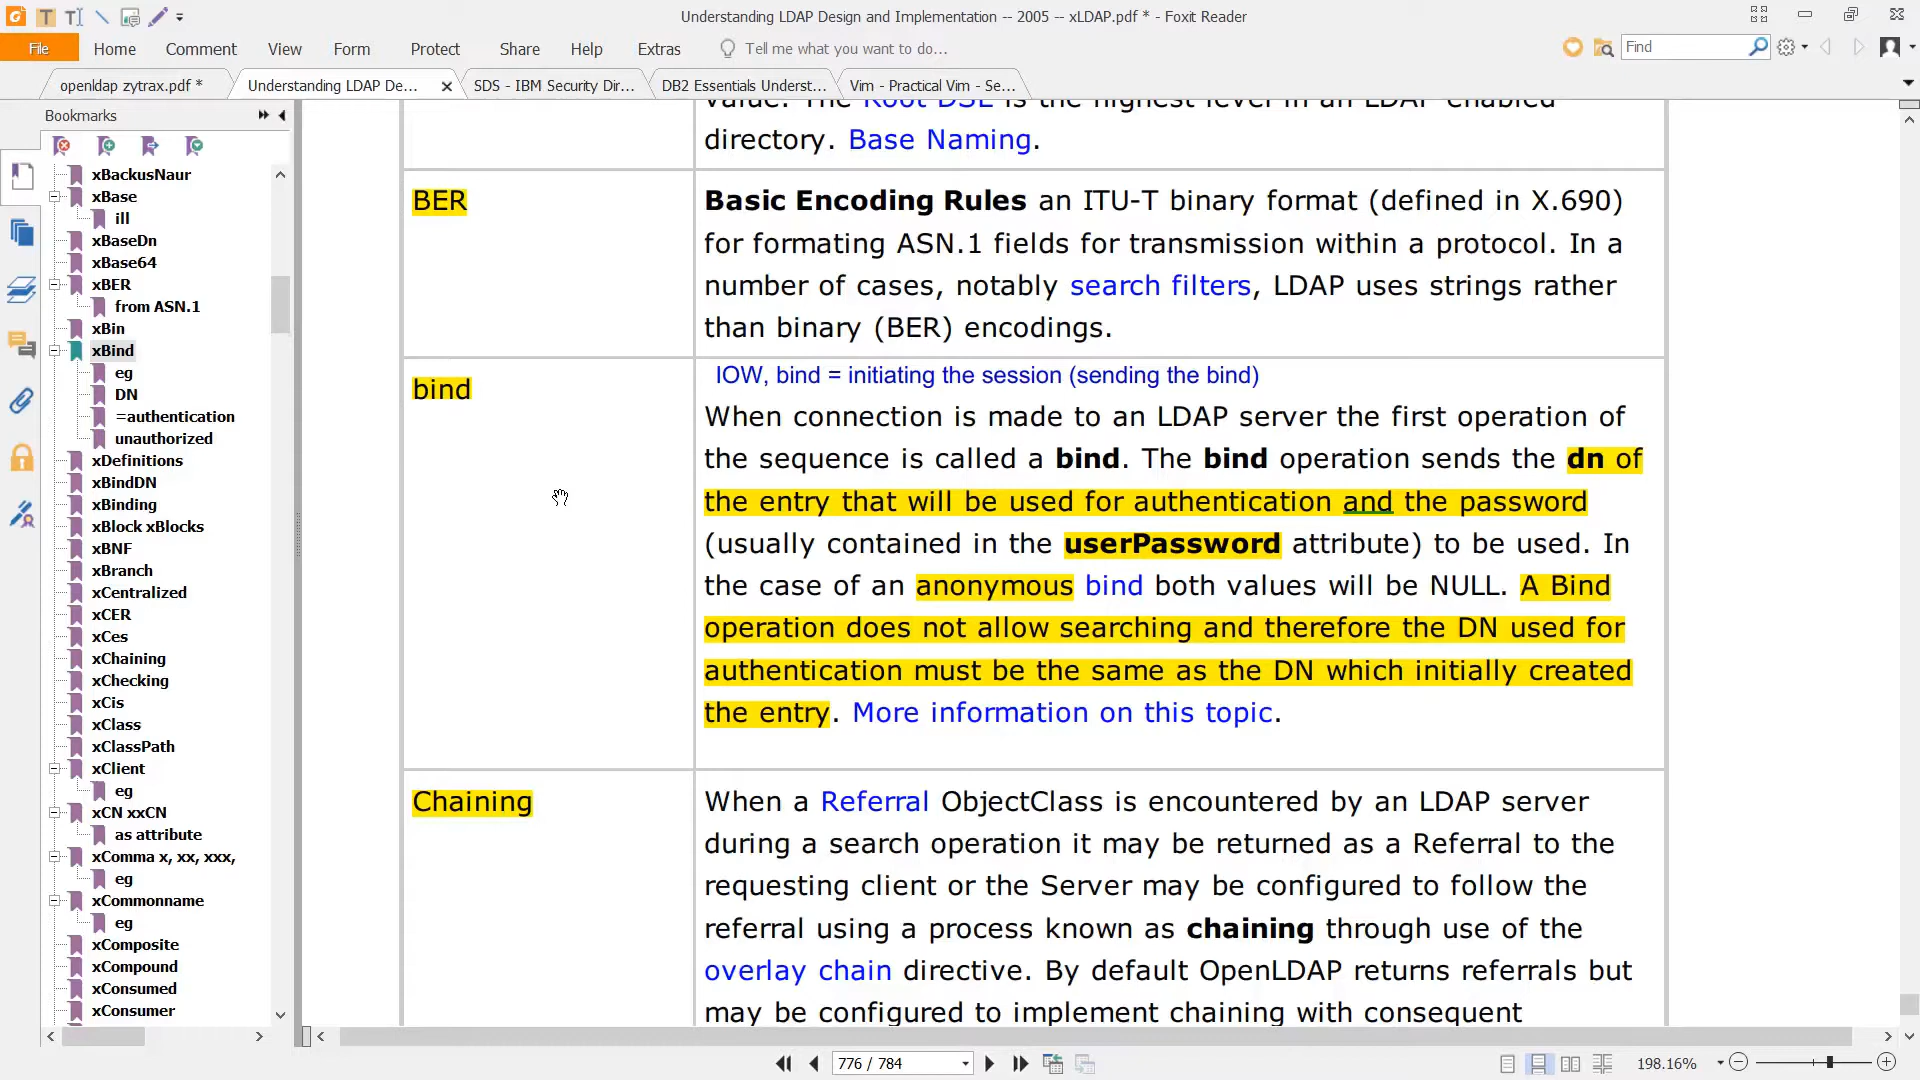 Understanding LDAP Design and Implementation -- 2005 -- xLDAP.pdf * - Foxit Reader
File Home Comment View Form Protect Share Help Extras Tell me what you want to do... Find
openldap zytrax.pdf * Understanding LDAP De... SDS - IBM Security Dir... DB2 Essentials Underst... Vim - Practical Vim - Se...
Bookmarks
xBackusNaur
xBase
ill
xBaseDn
xBase64
xBER
from ASN.1
xBin
xBind
eg
DN
=authentication
unauthorized
xDefinitions
xBindDN
xBinding
xBlock xBlocks
xBNF
xBranch
xCentralized
xCER
xCes
xChaining
xChecking
xCis
xClass
xClassPath
xClient
eg
xCN xxCN
as attribute
xComma x, xx, xxx,
eg
xCommonname
eg
xComposite
xCompound
xConsumed
xConsumer
value. The Root DSE is the highest level in an LDAP enabled
directory. Base Naming.
BER
Basic Encoding Rules an ITU-T binary format (defined in X.690)
for formating ASN.1 fields for transmission within a protocol. In a
number of cases, notably search filters, LDAP uses strings rather
than binary (BER) encodings.
bind
IOW, bind = initiating the session (sending the bind)
When connection is made to an LDAP server the first operation of
the sequence is called a bind. The bind operation sends the dn of
the entry that will be used for authentication and the password
(usually contained in the userPassword attribute) to be used. In
the case of an anonymous bind both values will be NULL. A Bind
operation does not allow searching and therefore the DN used for
authentication must be the same as the DN which initially created
the entry. More information on this topic.
Chaining
When a Referral ObjectClass is encountered by an LDAP server
during a search operation it may be returned as a Referral to the
requesting client or the Server may be configured to follow the
referral using a process known as chaining through use of the
overlay chain directive. By default OpenLDAP returns referrals but
may be configured to implement chaining with consequent
776 / 784
198.16%